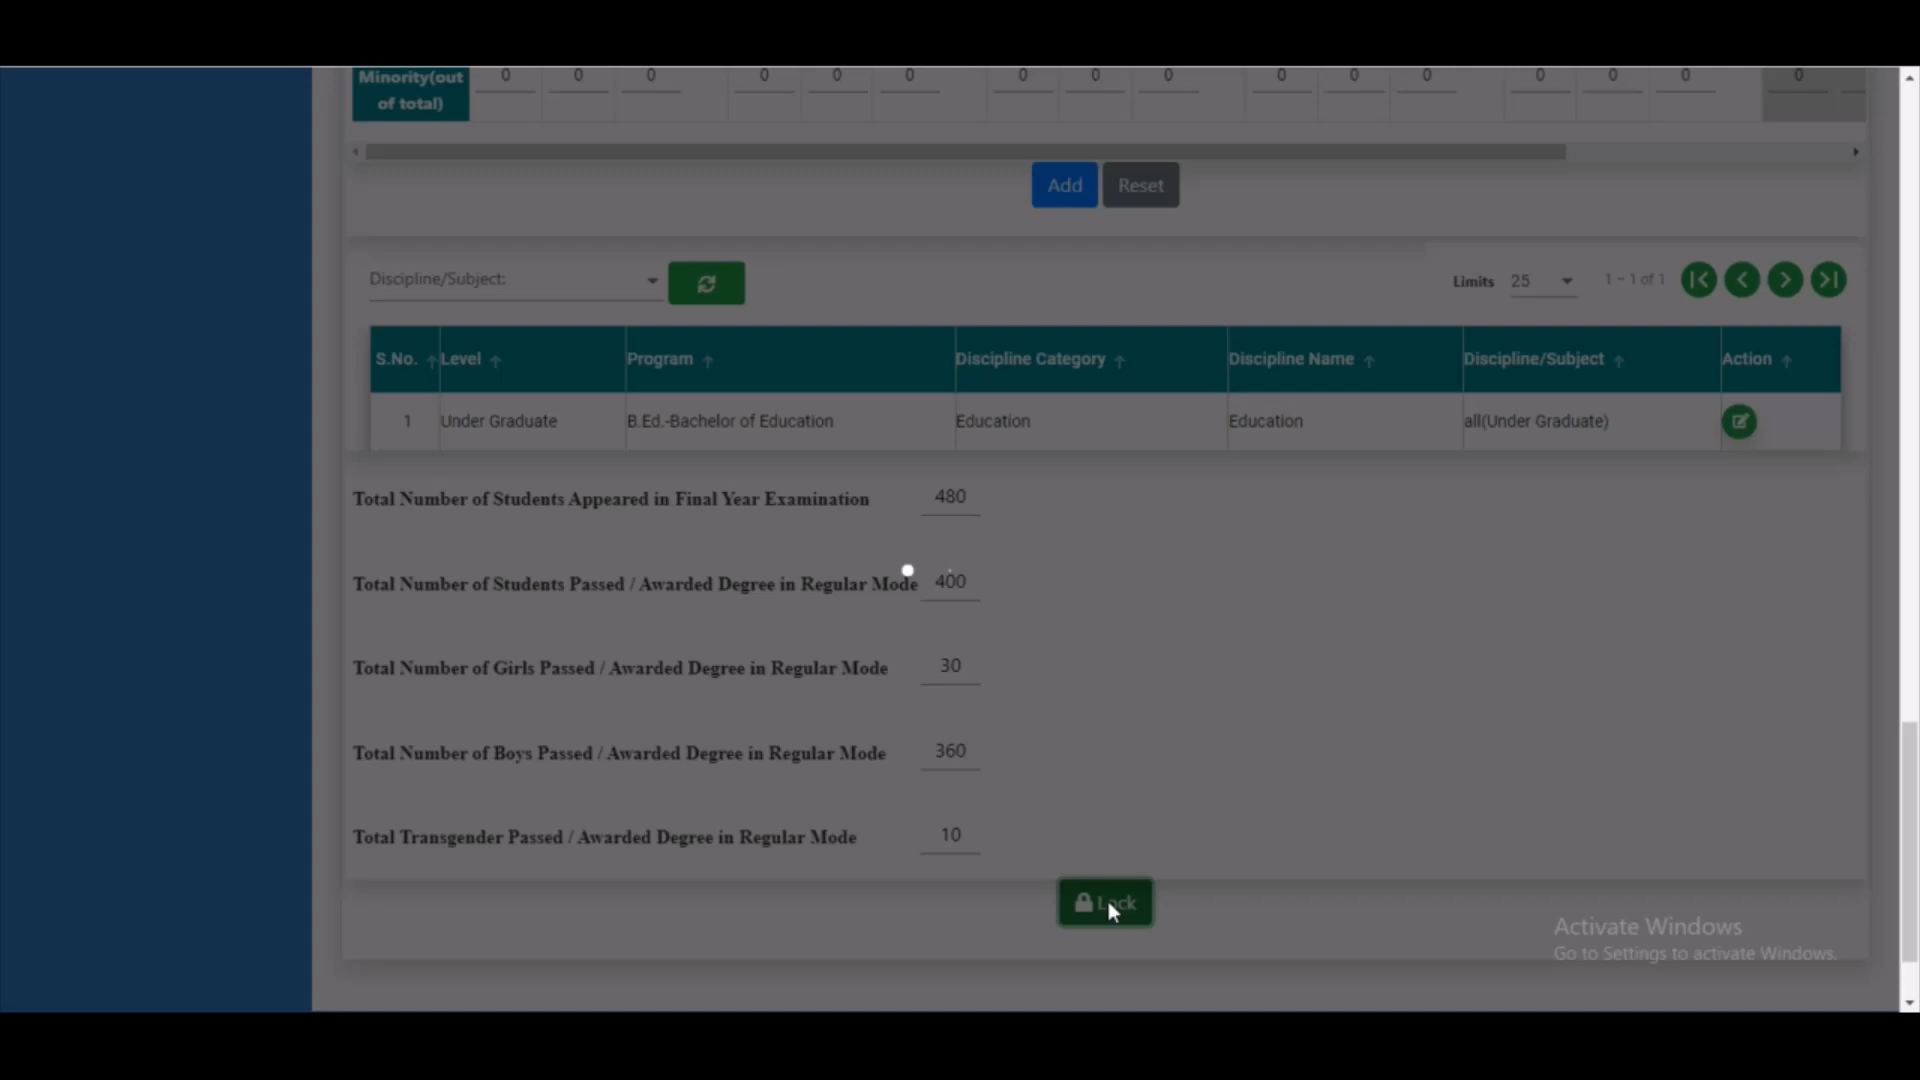 Minority(out of total) 0 0 0 0 0 0 0 0 0 0 0 0 0 0 0 0
Add Reset
Discipline/Subject: Limits 25 1 – 1 of 1
S.No. Level Program Discipline Category Discipline Name Discipline/Subject Action
1 Under Graduate B.Ed.-Bachelor of Education Education Education all(Under Graduate)
Total Number of Students Appeared in Final Year Examination 480
Total Number of Students Passed / Awarded Degree in Regular Mode 400
Total Number of Girls Passed / Awarded Degree in Regular Mode 30
Total Number of Boys Passed / Awarded Degree in Regular Mode 360
Total Transgender Passed / Awarded Degree in Regular Mode 10
Lock
Activate Windows
Go to Settings to activate Windows.